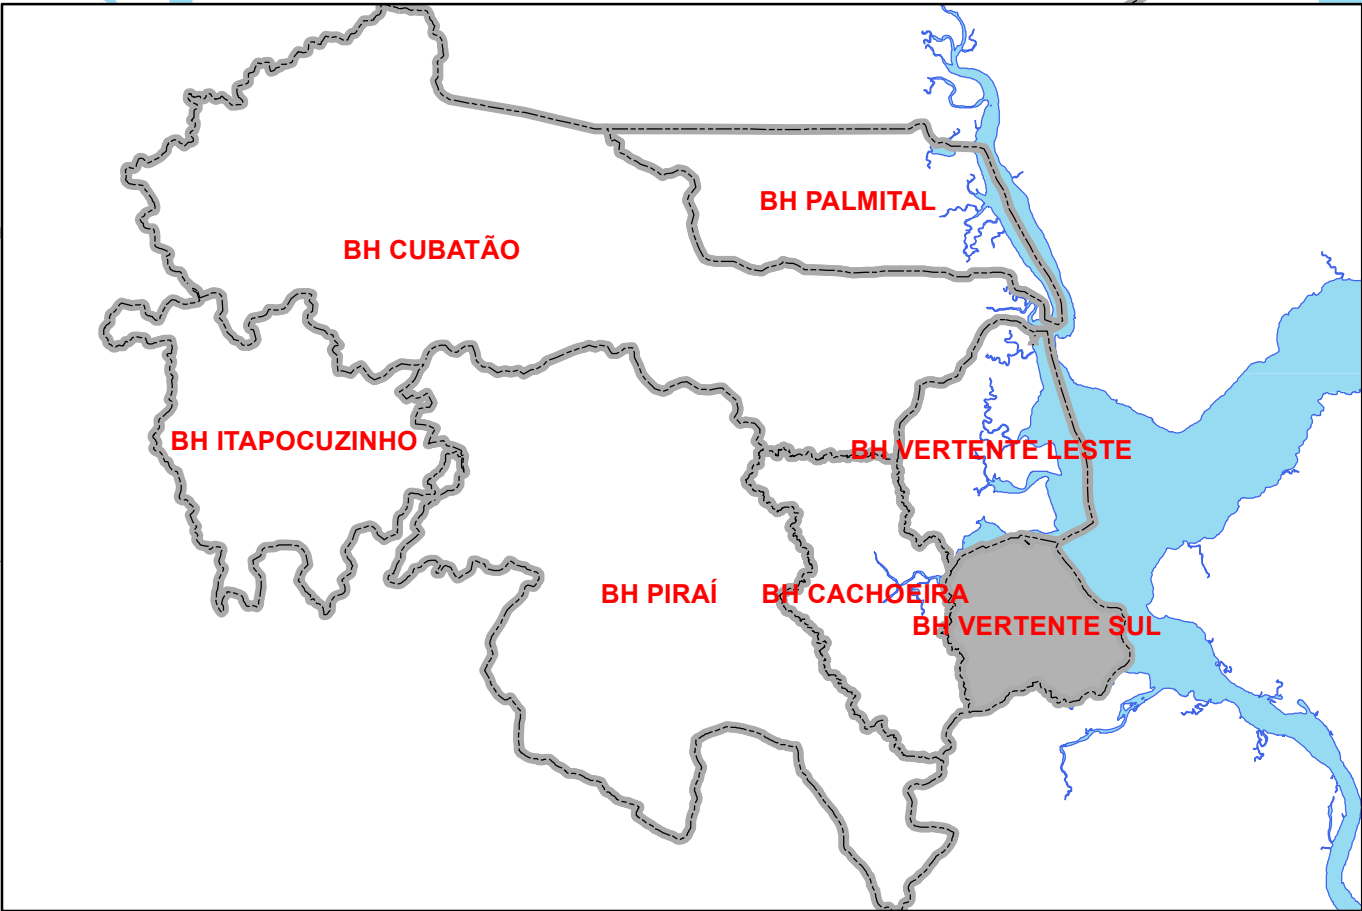 BH PALMITAL
BH CUBATÃO
BH ITAPOCUZINHO
BH VERTENTE LESTE
BH PIRAÍ
BH CACHOEIRA
BH VERTENTE SUL